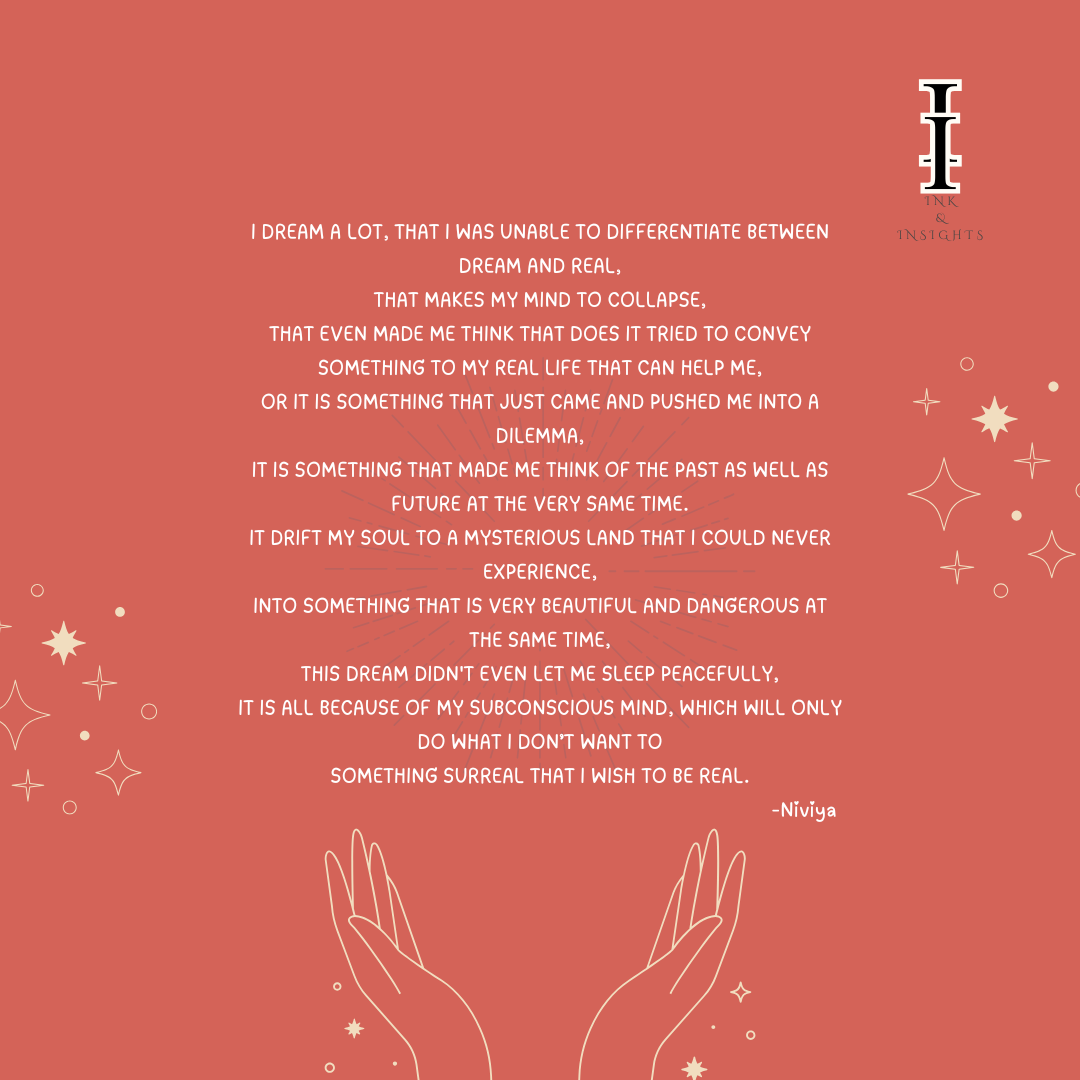 I
I
INK
&
INSIGHTS
I DREAM A LOT, THAT I WAS UNABLE TO DIFFERENTIATE BETWEEN
DREAM AND REAL,
THAT MAKES MY MIND TO COLLAPSE,
THAT EVEN MADE ME THINK THAT DOES IT TRIED TO CONVEY
SOMETHING TO MY REAL LIFE THAT CAN HELP ME,
OR IT IS SOMETHING THAT JUST CAME AND PUSHED ME INTO A
DILEMMA,
IT IS SOMETHING THAT MADE ME THINK OF THE PAST AS WELL AS
FUTURE AT THE VERY SAME TIME.
IT DRIFT MY SOUL TO A MYSTERIOUS LAND THAT I COULD NEVER
EXPERIENCE,
INTO SOMETHING THAT IS VERY BEAUTIFUL AND DANGEROUS AT
THE SAME TIME,
THIS DREAM DIDN'T EVEN LET ME SLEEP PEACEFULLY,
IT IS ALL BECAUSE OF MY SUBCONSCIOUS MIND, WHICH WILL ONLY
DO WHAT I DON’T WANT TO
SOMETHING SURREAL THAT I WISH TO BE REAL.
-Niviya